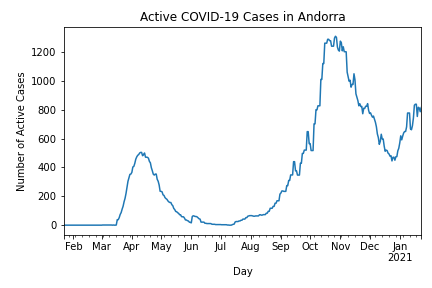 Active COVID-19 Cases in Andorra
Number of Active Cases
1200
1000
800
600
400
200
0
Feb Mar Apr May Jun Jul Aug Sep Oct Nov Dec Jan
2021
Day